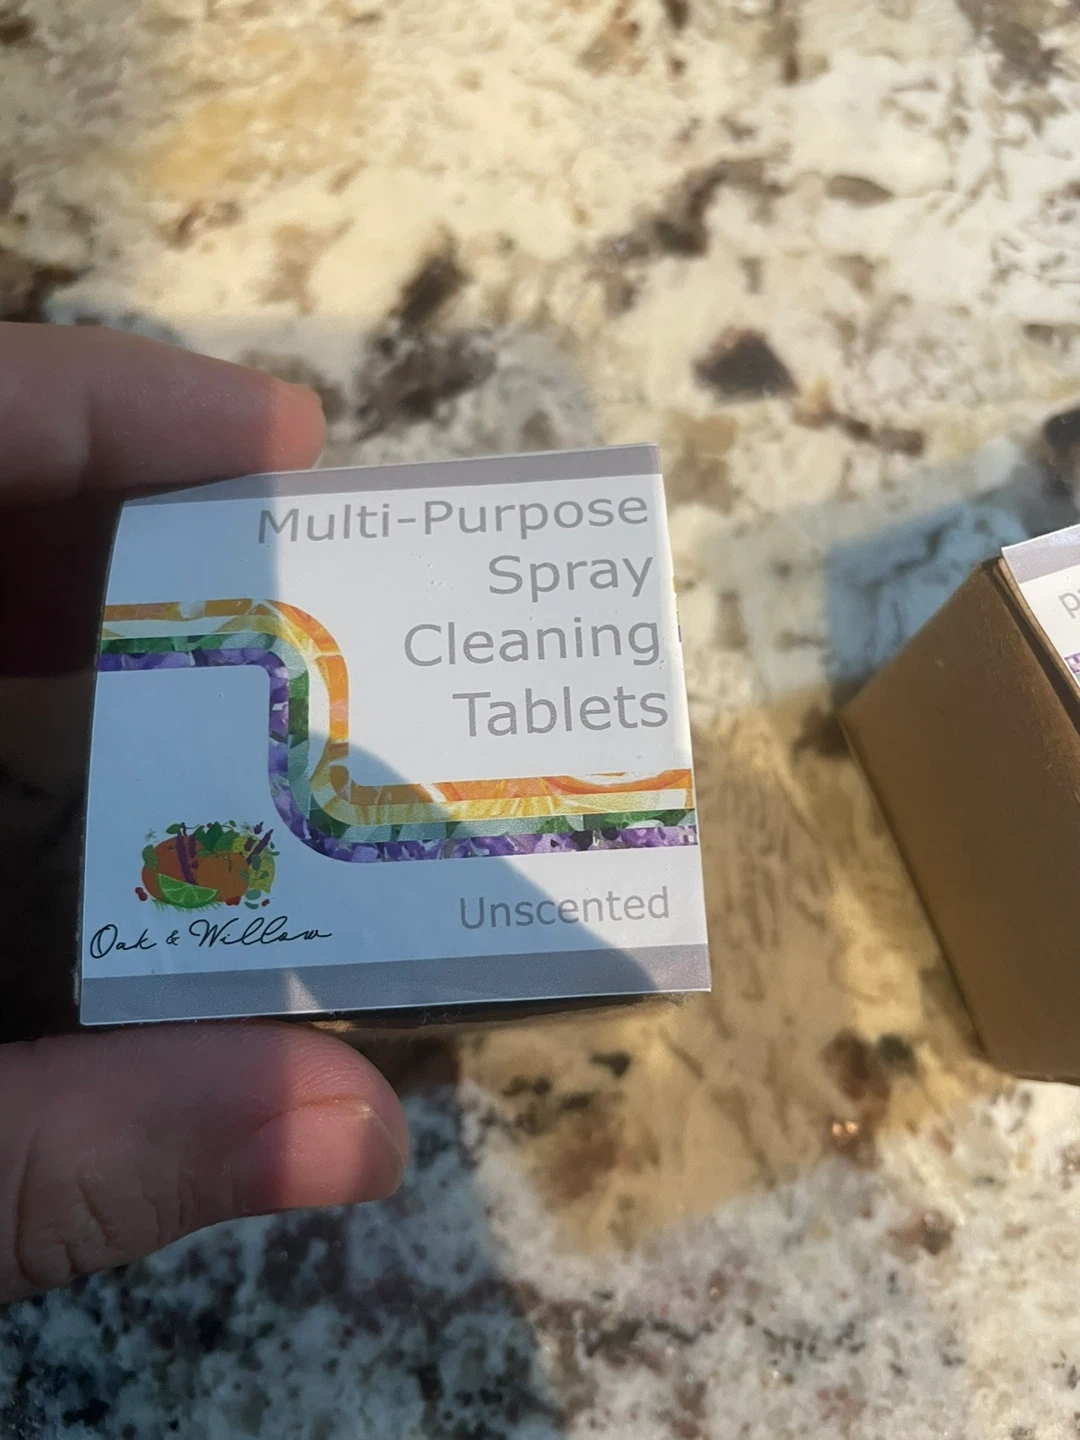 Multi-Purpose
Spray
Cleaning
Tablets
Unscented
Oak & Willow